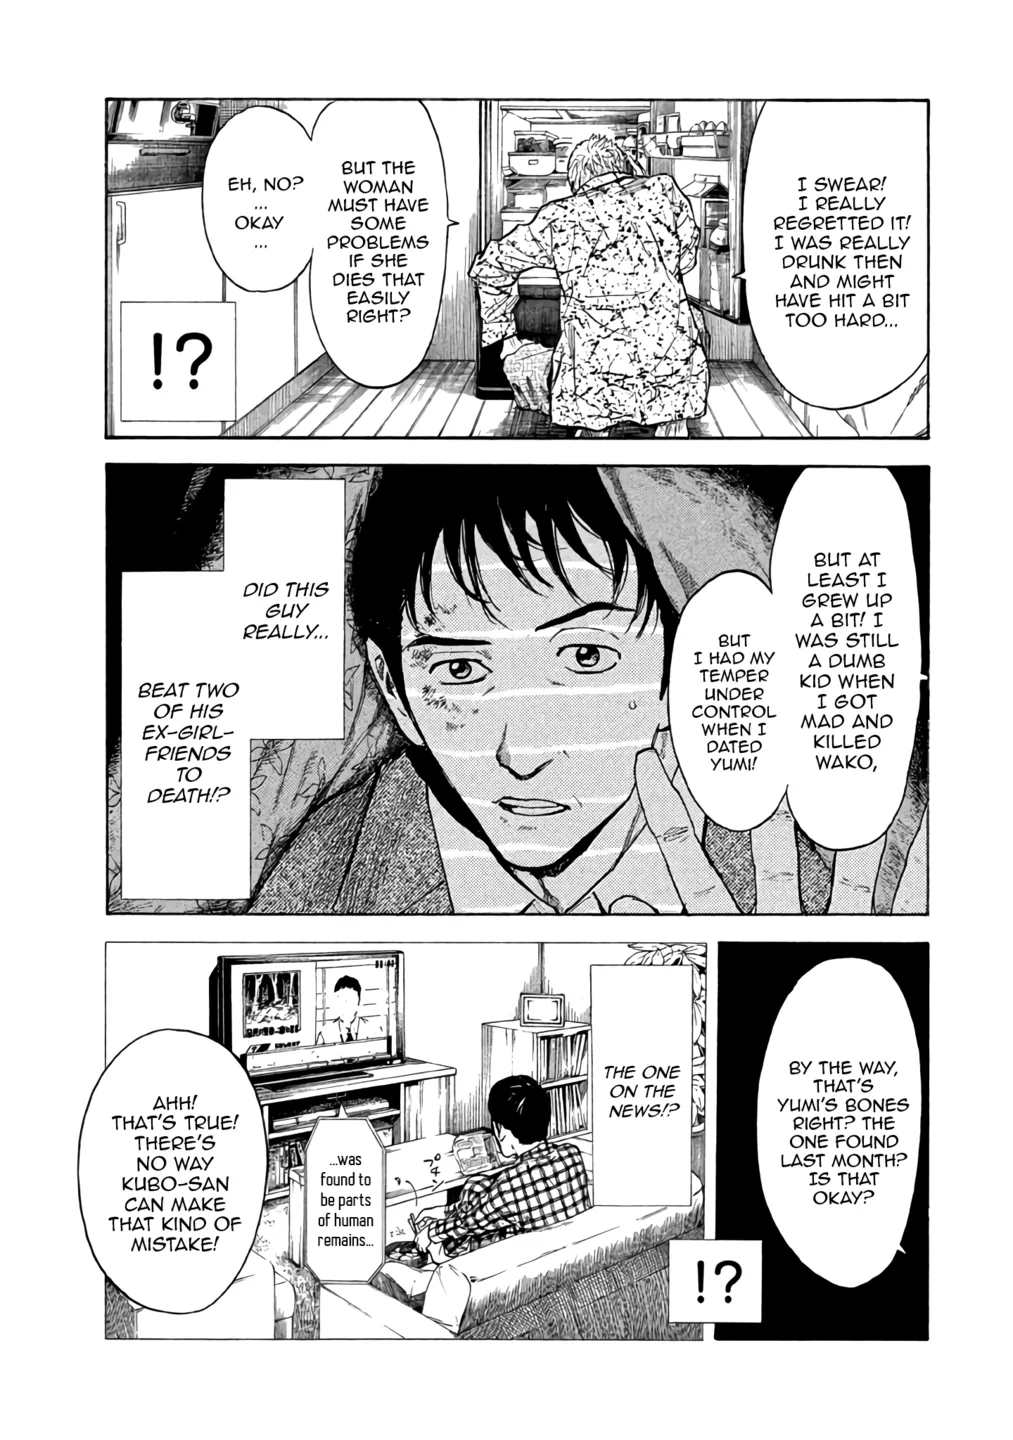 I SWEAR!
I REALLY
REGRETTED IT!
I WAS REALLY
DRUNK THEN
AND MIGHT
HAVE HIT A BIT
TOO HARD...
BUT THE
WOMAN
MUST HAVE
SOME
PROBLEMS
IF SHE
DIES THAT
EASILY
RIGHT?
EH, NO?
...
OKAY
...
!?
BUT AT
LEAST I
GREW UP
A BIT! I
WAS STILL
A DUMB
KID WHEN
I GOT
MAD AND
KILLED
WAKO,
BUT
I HAD MY
TEMPER
UNDER
CONTROL
WHEN I
DATED
YUMI!
DID THIS
GUY
REALLY...
BEAT TWO
OF HIS
EX-GIRL-
FRIENDS
TO
DEATH!?
BY THE WAY,
THAT'S
YUMI'S BONES
RIGHT? THE
ONE FOUND
LAST MONTH?
IS THAT
OKAY?
!?
THE ONE
ON THE
NEWS!?
...was
found to
be parts
of human
remains...
プチン
AHH!
THAT'S TRUE!
THERE'S
NO WAY
KUBO-SAN
CAN MAKE
THAT KIND OF
MISTAKE!